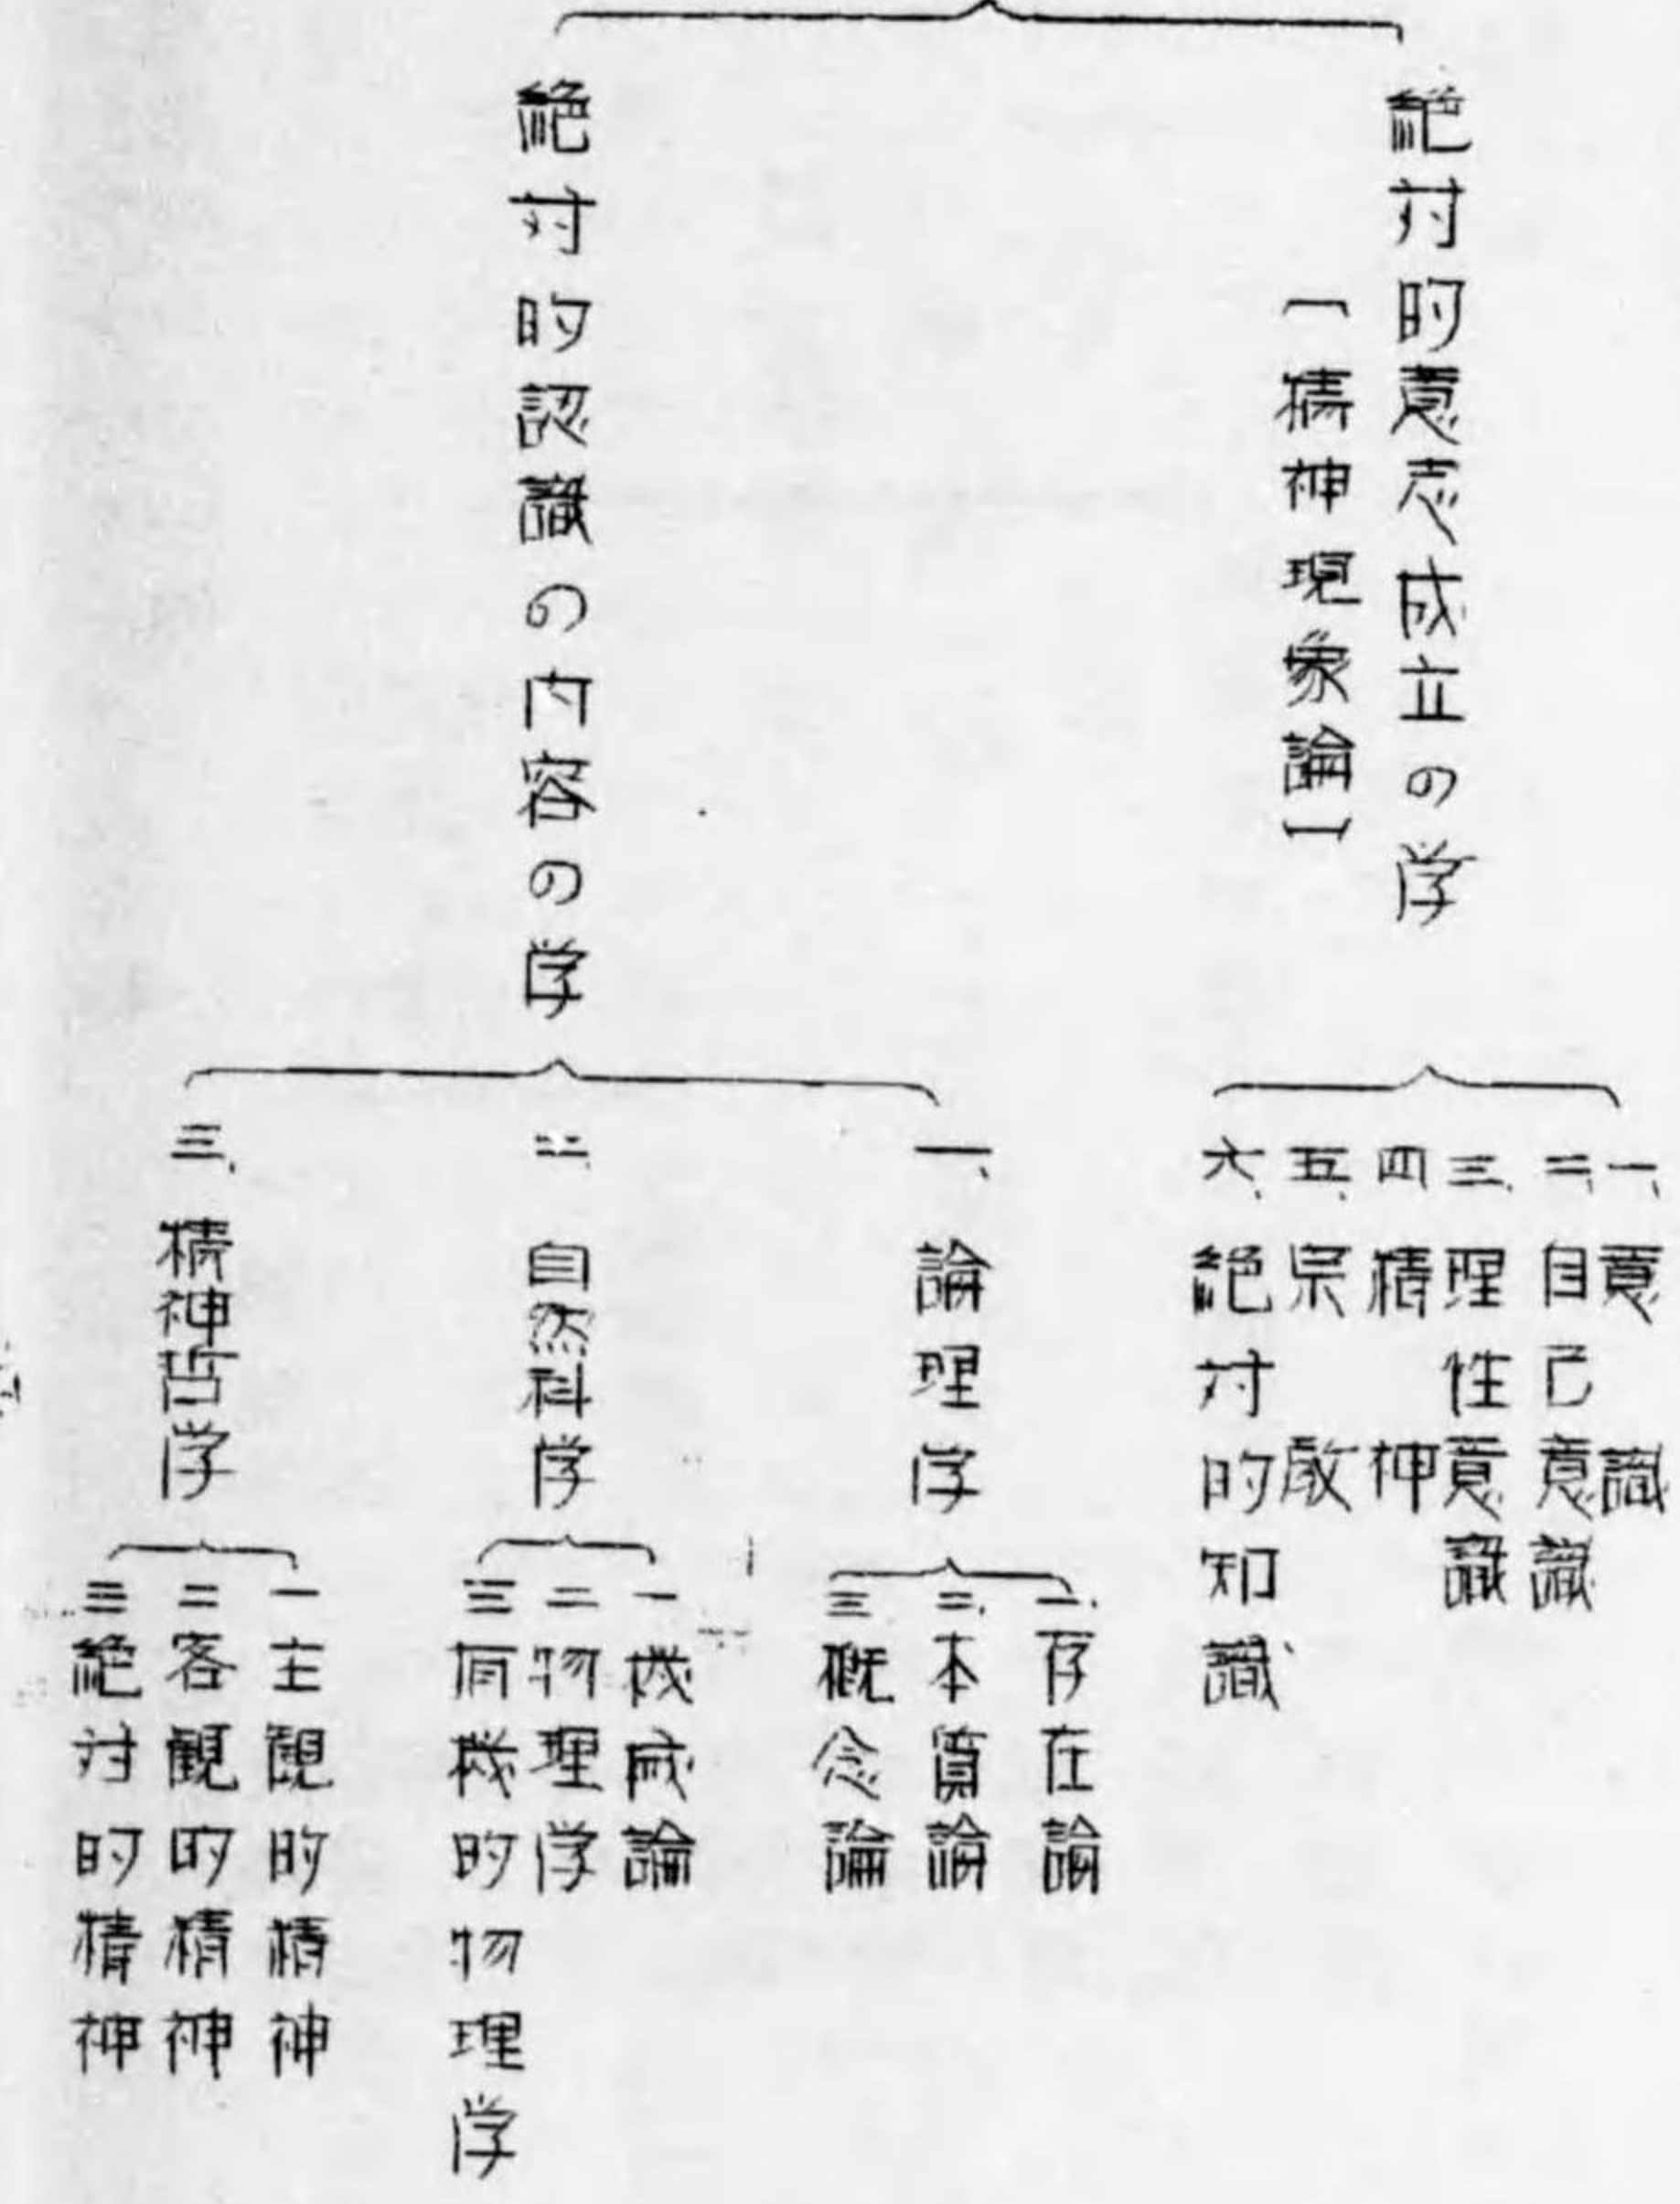 絶対的意志成立の学
［精神現象論］
一、意識
二、自己意識
三、理性意識
四 精神
五、宗教
六、絶対的知識
絶対的認識の内容の学
一、論理学
一、存在論
二、本質論
三 概念論
二、自然科学
一 機械論
二 物理学
三 有機的物理学
三、精神哲学
一 主観的精神
二 客観的精神
三 絶対的精神